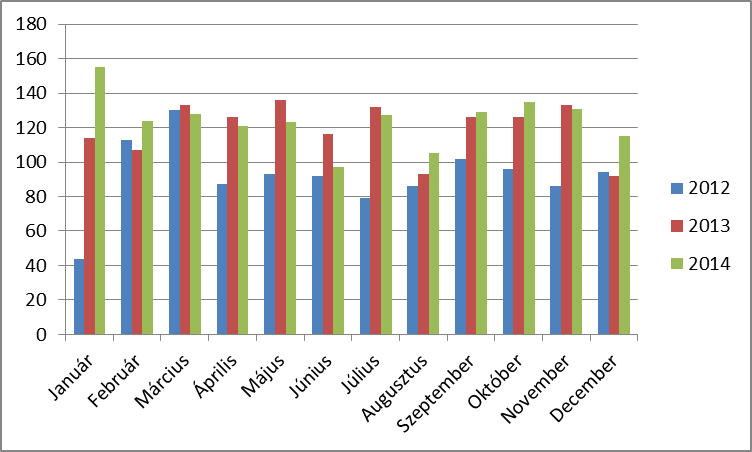 180
160
140
120
100
80
60
40
20
0
Január
Február
Március
Április
Május
Június
Július
Augusztus
Szeptember
Október
November
December
2012
2013
2014